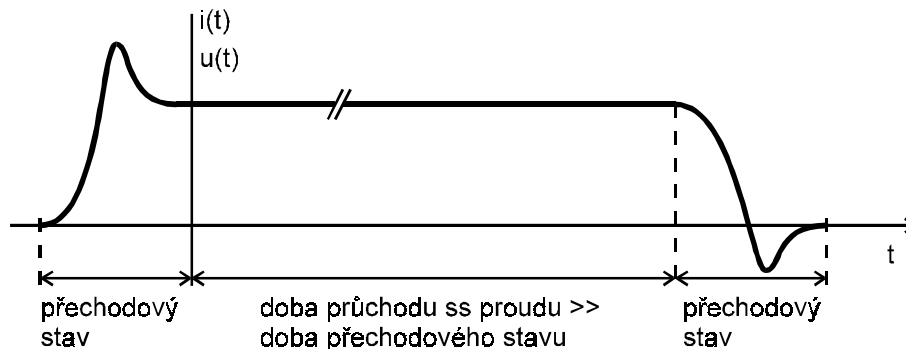 i(t)
u(t)
t
přechodový
stav
doba průchodu ss proudu >>
doba přechodového stavu
přechodový
stav